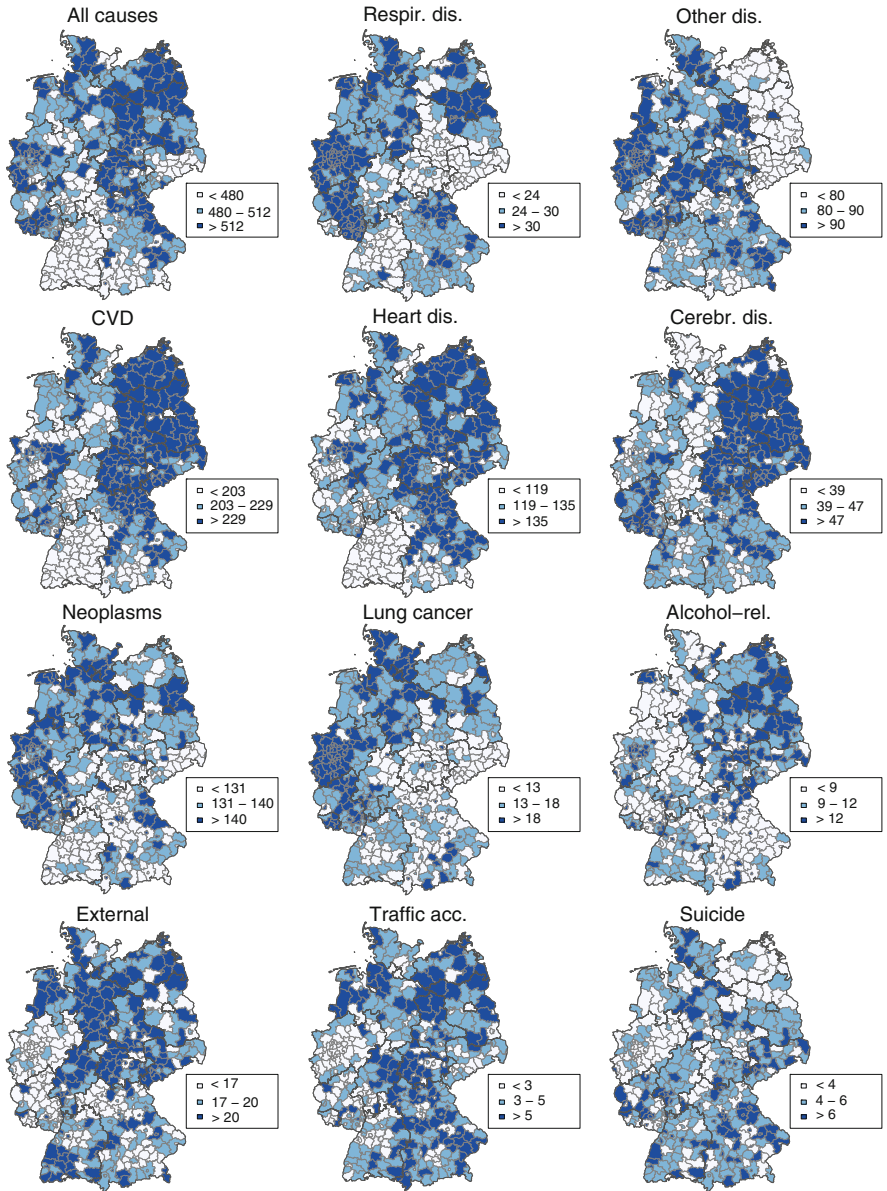 All causes
Respir. dis.
Other dis.
< 480
480 – 512
> 512
< 24
24 – 30
> 30
< 80
80 – 90
> 90
CVD
Heart dis.
Cerebr. dis.
< 203
203 – 229
> 229
< 119
119 – 135
> 135
< 39
39 – 47
> 47
Neoplasms
Lung cancer
Alcohol–rel.
< 131
131 – 140
> 140
< 13
13 – 18
> 18
< 9
9 – 12
> 12
External
Traffic acc.
Suicide
< 17
17 – 20
> 20
< 3
3 – 5
> 5
< 4
4 – 6
> 6